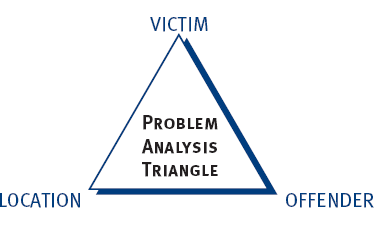 VICTIM
PROBLEM
ANALYSIS
TRIANGLE
LOCATION
OFFENDER